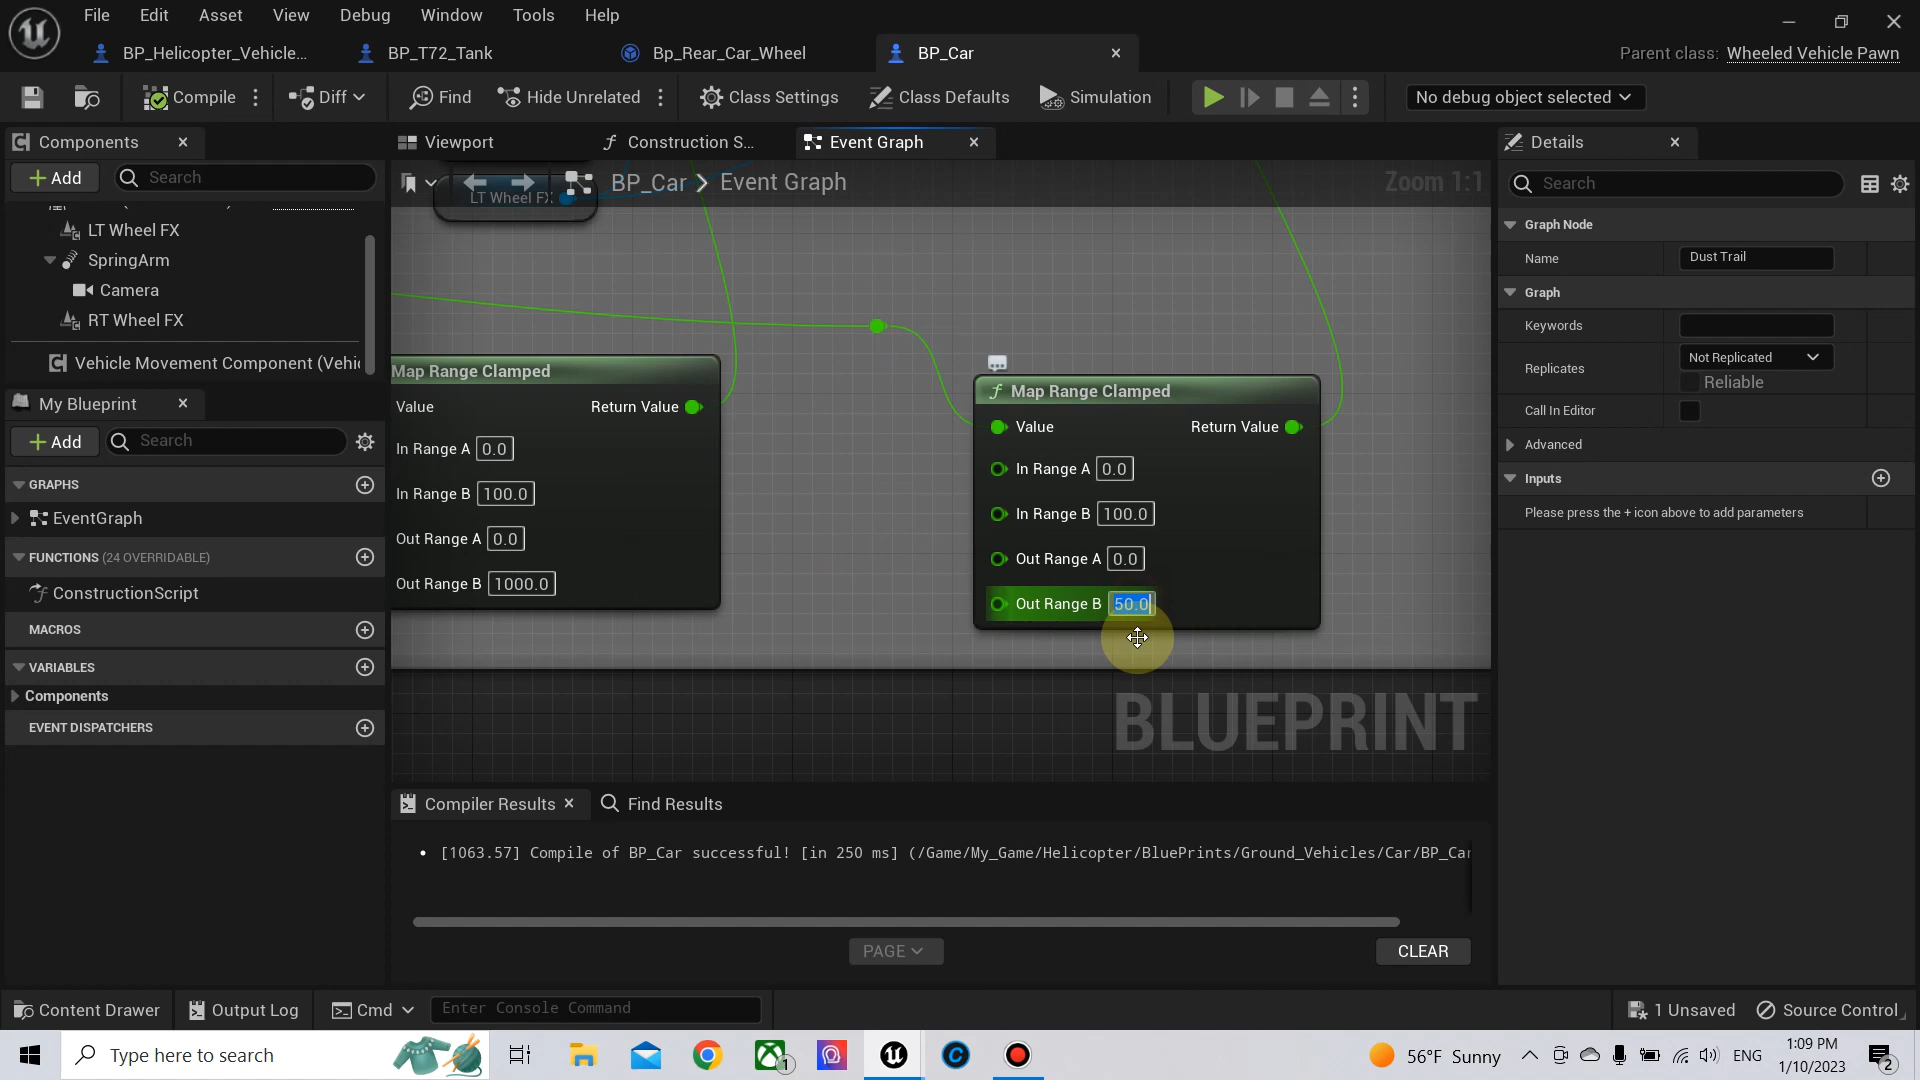 File Edit Asset View Debug Window Tools Help
BP_Helicopter_Vehicle... BP_T72_Tank Bp_Rear_Car_Wheel BP_Car Parent class: Wheeled Vehicle Pawn
Compile Diff Find Hide Unrelated Class Settings Class Defaults Simulation No debug object selected
Components Viewport Construction S... Event Graph Details
Add Search BP_Car Event Graph Zoom 1:1 Search
LT Wheel FX
LT Wheel FX
SpringArm
Camera
RT Wheel FX
Vehicle Movement Component (Vehic
Graph Node
Name Dust Trail
Graph
Keywords
Replicates Not Replicated
Reliable
Call In Editor
Advanced
Inputs
Please press the + icon above to add parameters
Map Range Clamped
Value Return Value
In Range A 0.0
In Range B 100.0
Out Range A 0.0
Out Range B 1000.0
Map Range Clamped
Value Return Value
In Range A 0.0
In Range B 100.0
Out Range A 0.0
Out Range B 50.0
BLUEPRINT
My Blueprint
Add Search
GRAPHS
EventGraph
FUNCTIONS (24 OVERRIDABLE)
ConstructionScript
MACROS
VARIABLES
Components
EVENT DISPATCHERS
Compiler Results Find Results
• [1063.57] Compile of BP_Car successful! [in 250 ms] (/Game/My_Game/Helicopter/BluePrints/Ground_Vehicles/Car/BP_Car
PAGE CLEAR
Content Drawer Output Log Cmd Enter Console Command 1 Unsaved Source Control
Type here to search 1 56°F Sunny ENG 1:09 PM
1/10/2023 2